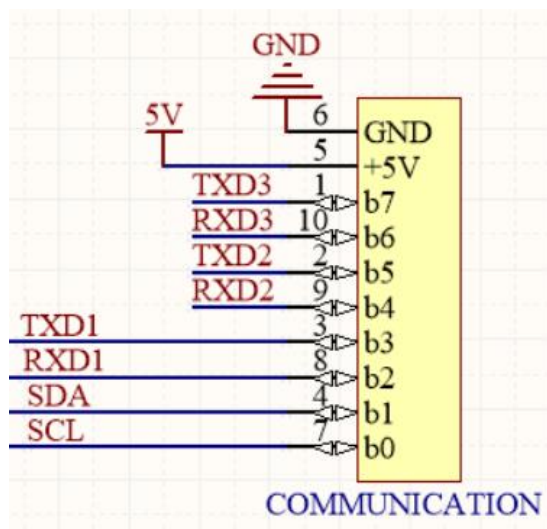 GND
6 GND
5V 5 +5V
TXD3 1 b7
RXD3 10 b6
TXD2 2 b5
RXD2 9 b4
TXD1 3 b3
RXD1 8 b2
SDA 4 b1
SCL 7 b0
COMMUNICATION